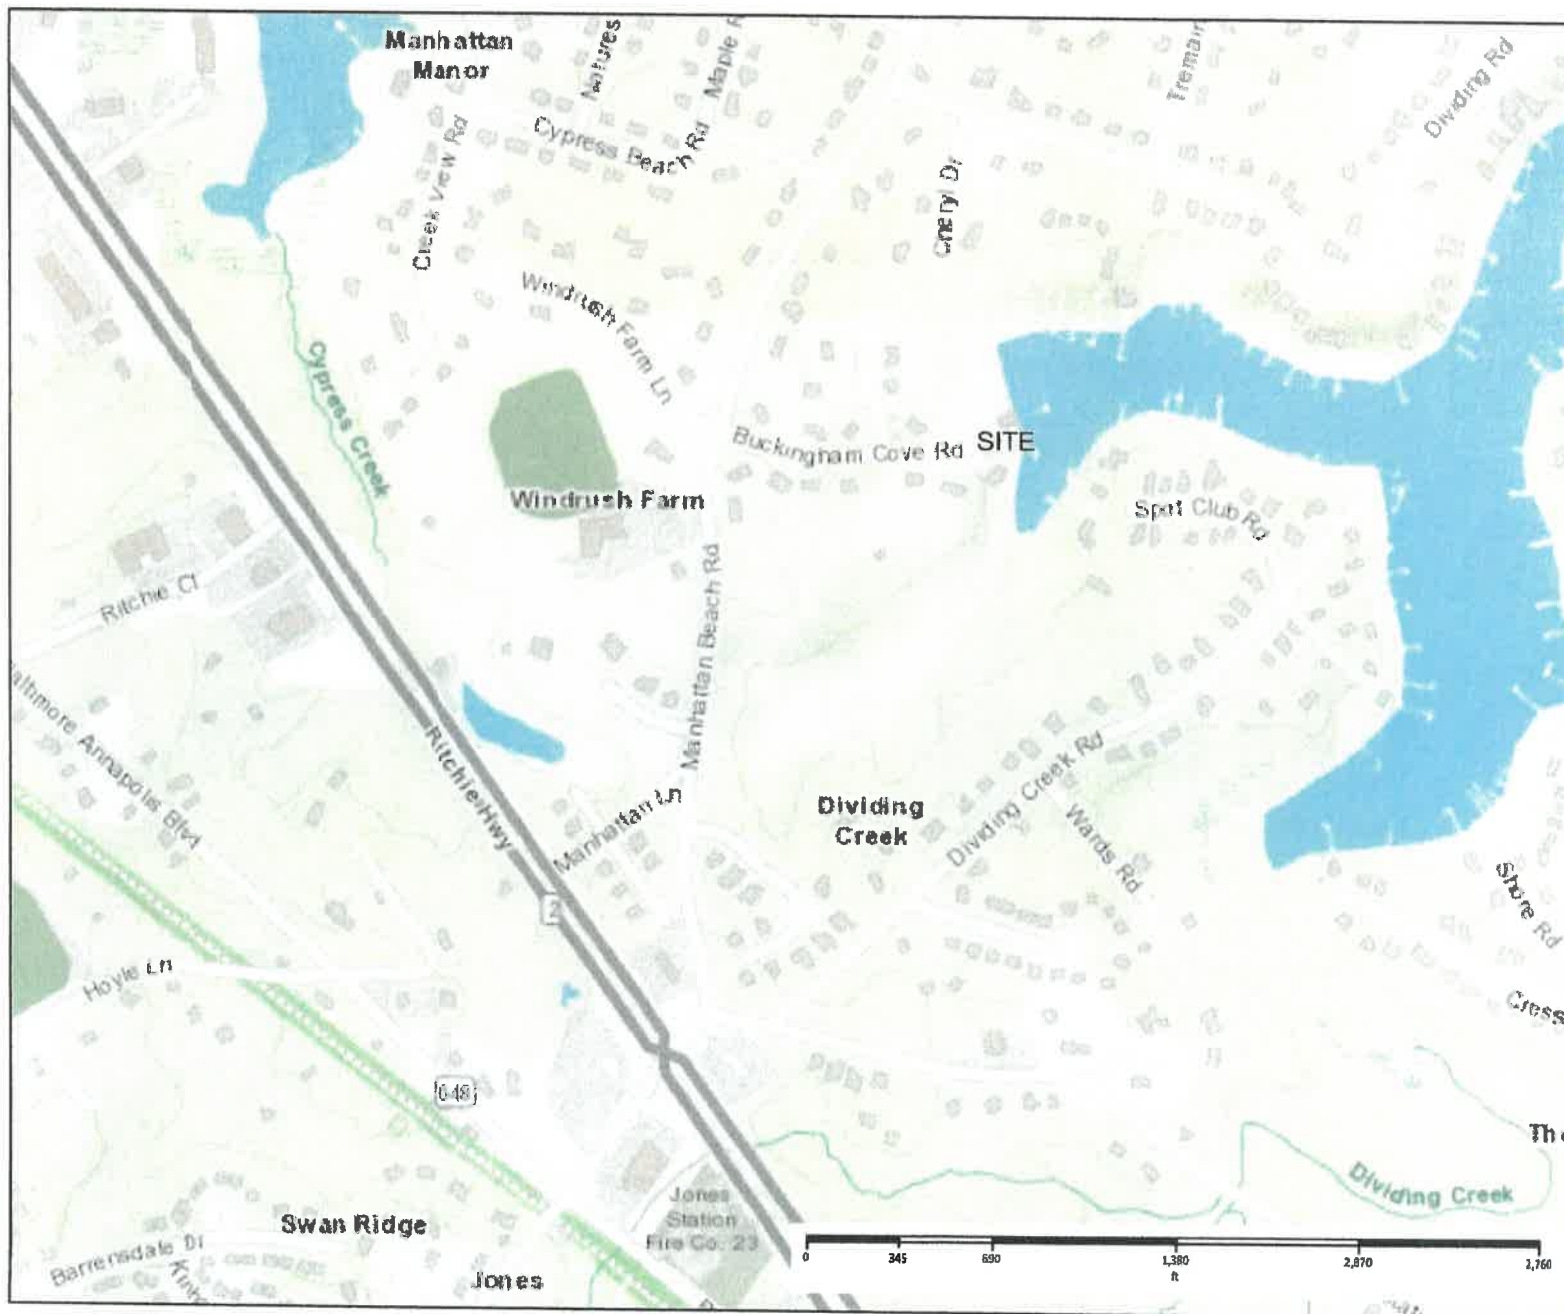 Manhattan
Manor
Natures
Maple R
Tremain
Dividing Rd
Cypress Beach Rd
Creek View Rd
Cheryl Dr
Windrush Farm Ln
Cypress Creek
Buckingham Cove Rd
SITE
Windrush Farm
Spat Club Rd
Ritchie Ct
Manhattan Beach Rd
altimore Annapolis Blvd
Ritchie Hwy
Manhattan Ln
Dividing
Creek
Dividing Creek Rd
Wards Rd
Shore Rd
2
Hoyle Ln
Cress
648
Dividing Creek
Jones
Station
Fire Co. 23
Swan Ridge
Barrensdale Dr
Jones
0 345 690 1,380 2,070 2,760
ft